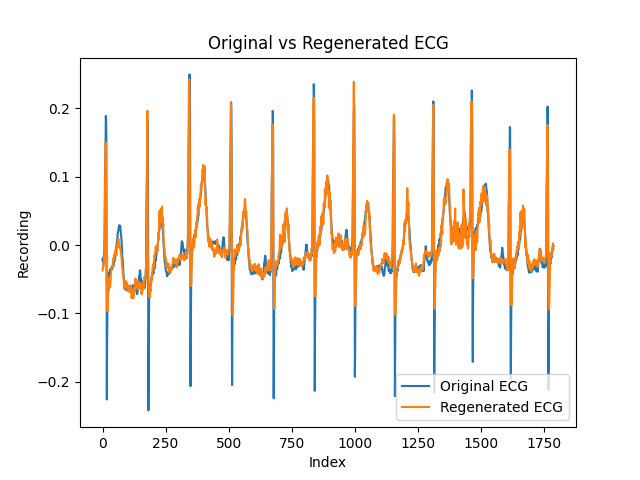 Original vs Regenerated ECG
Recording
0.2
0.1
0.0
−0.1
−0.2
Original ECG
Regenerated ECG
0
250
500
750
1000
1250
1500
1750
Index